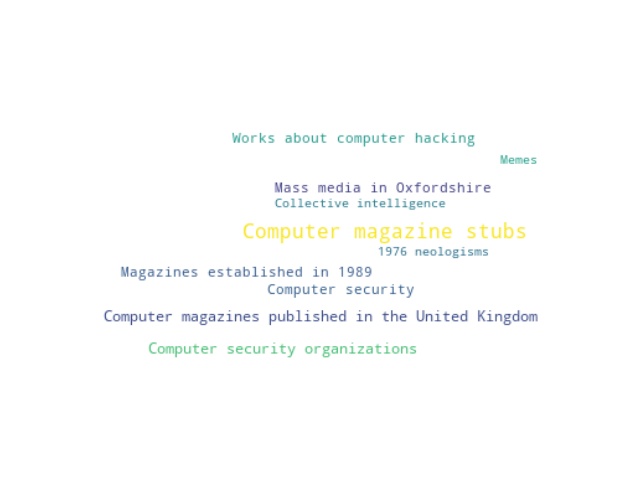 Works about computer hacking
Memes
Mass media in Oxfordshire
Collective intelligence
Computer magazine stubs
1976 neologisms
Magazines established in 1989
Computer security
Computer magazines published in the United Kingdom
Computer security organizations